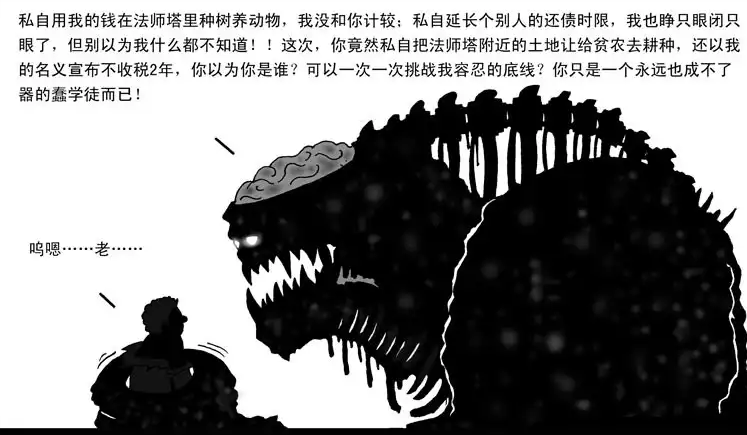 私自用我的钱在法师塔里种树养动物，我没和你计较；私自延长个别人的还债时限，我也睁只眼闭只
眼了，但别以为我什么都不知道！！这次，你竟然私自把法师塔附近的土地让给贫农去耕种，还以我
的名义宣布不收税2年，你以为你是谁？可以一次一次挑战我容忍的底线？你只是一个永远也成不了
器的蠢学徒而已！
呜嗯……老……